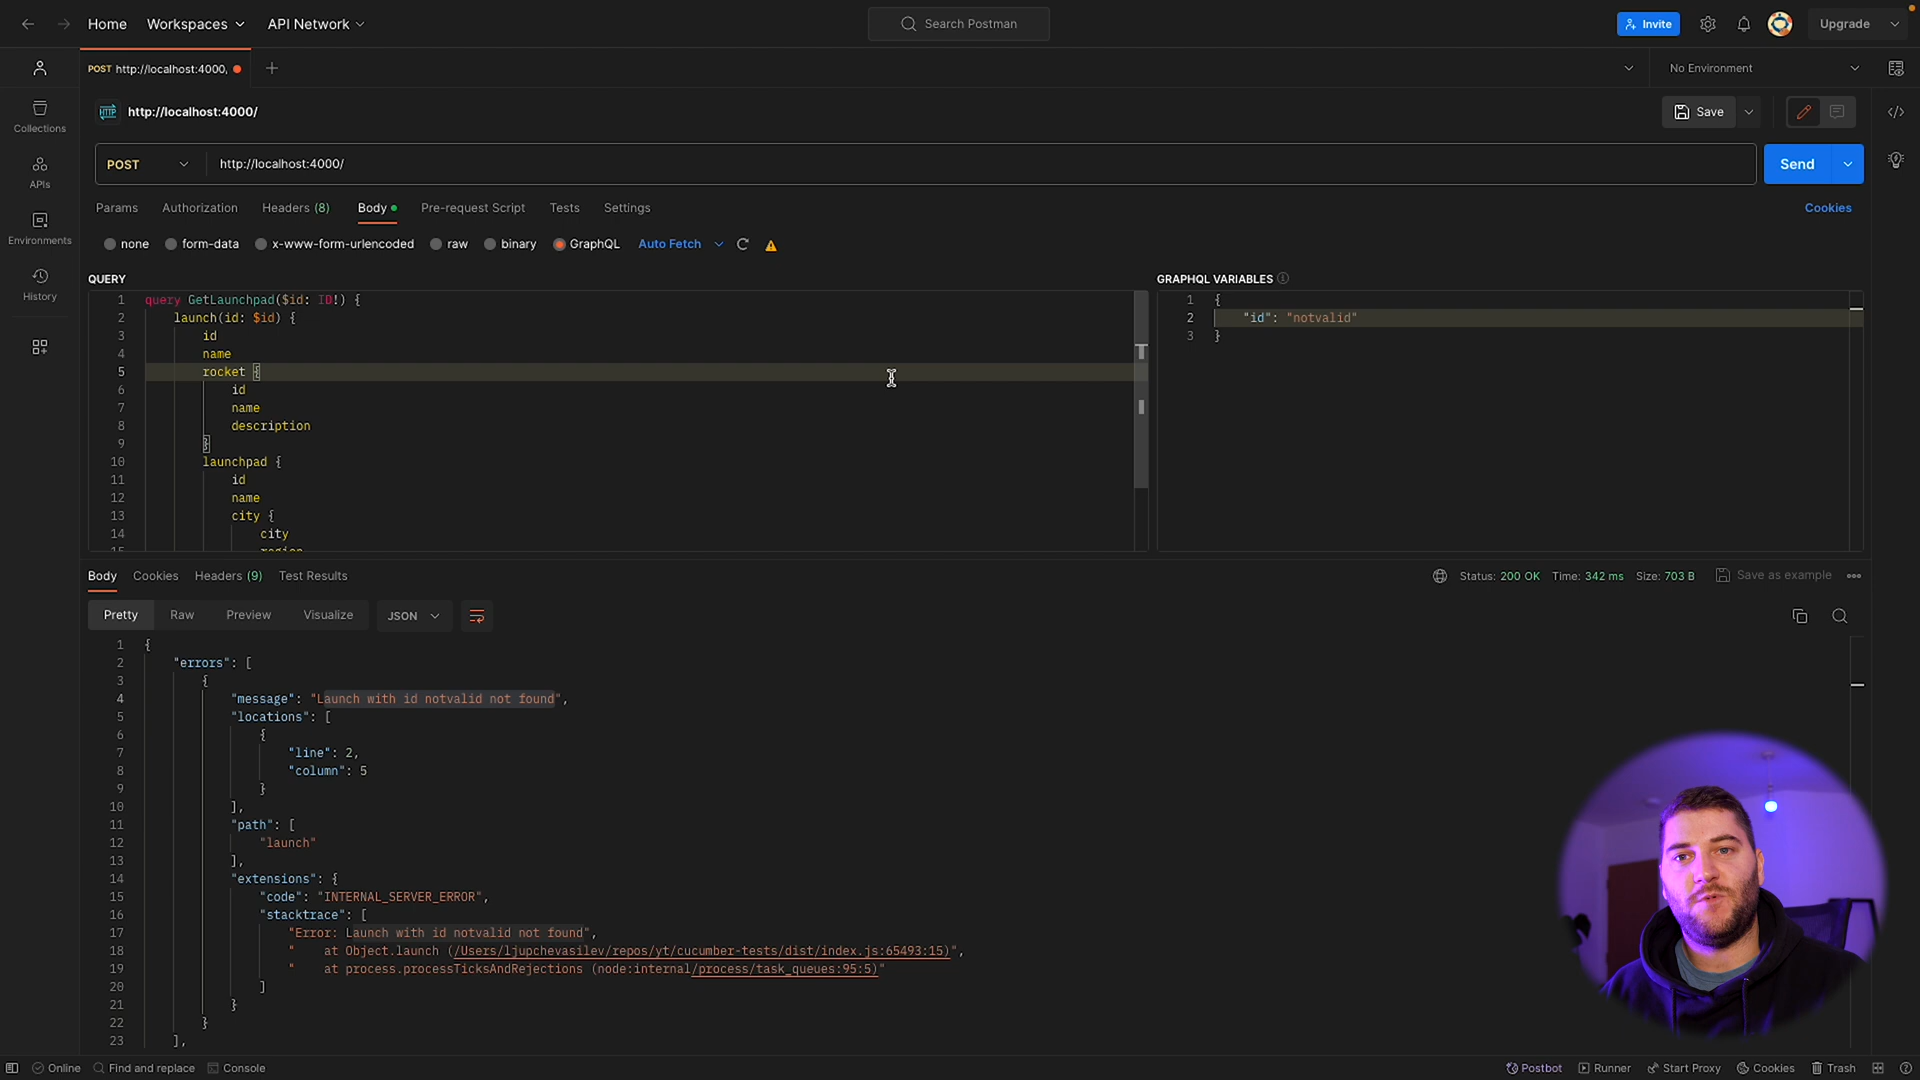 Home Workspaces API Network Search Postman Invite Upgrade
POST http://localhost:4000, No Environment
HTTP http://localhost:4000/ Save
Collections
APIs
Environments
History
POST http://localhost:4000/ Send
Params Authorization Headers (8) Body Pre-request Script Tests Settings Cookies
none form-data x-www-form-urlencoded raw binary GraphQL Auto Fetch
QUERY
1 query GetLaunchpad($id: ID!) {
2 launch(id: $id) {
3 id
4 name
5 rocket {
6 id
7 name
8 description
9 }
10 launchpad {
11 id
12 name
13 city {
14 city
15 region
GRAPHQL VARIABLES
1 {
2 "id": "notvalid"
3 }
Body Cookies Headers (9) Test Results Status: 200 OK Time: 342 ms Size: 703 B Save as example
Pretty Raw Preview Visualize JSON
1 {
2 "errors": [
3 {
4 "message": "Launch with id notvalid not found",
5 "locations": [
6 {
7 "line": 2,
8 "column": 5
9 }
10 ],
11 "path": [
12 "launch"
13 ],
14 "extensions": {
15 "code": "INTERNAL_SERVER_ERROR",
16 "stacktrace": [
17 "Error: Launch with id notvalid not found",
18 " at Object.launch (/Users/ljupchevasilev/repos/yt/cucumber-tests/dist/index.js:65493:15)",
19 " at process.processTicksAndRejections (node:internal/process/task_queues:95:5)"
20 ]
21 }
22 }
23 ],
Online Find and replace Console Postbot Runner Start Proxy Cookies Trash